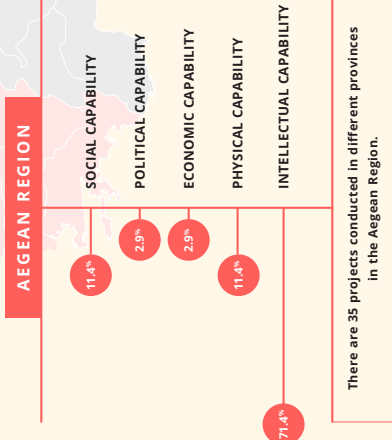 AEGEAN REGION
SOCIAL CAPABILITY
11.4%
POLITICAL CAPABILITY
2.9%
ECONOMIC CAPABILITY
2.9%
PHYSICAL CAPABILITY
11.4%
INTELLECTUAL CAPABILITY
71.4%
There are 35 projects conducted in different provinces
in the Aegean Region.